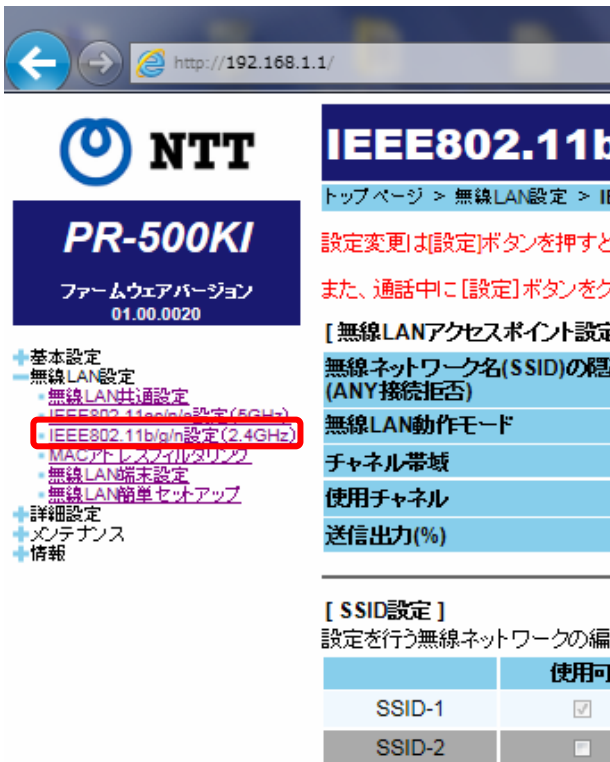 http://192.168.1.1/
NTT
PR-500KI
ファームウェアバージョン
01.00.0020
基本設定
無線LAN設定
無線LAN共通設定
IEEE802.11ac/n/a設定(5GHz)
IEEE802.11b/g/n設定(2.4GHz)
MACアドレスフィルタリング
無線LAN端末設定
無線LAN簡単セットアップ
詳細設定
メンテナンス
情報
IEEE802.11b
トップページ > 無線LAN設定 > IE
設定変更は[設定]ボタンを押すと
また、通話中に[設定]ボタンをク
[無線LANアクセスポイント設定
無線ネットワーク名(SSID)の隠
(ANY接続拒否)
無線LAN動作モード
チャネル帯域
使用チャネル
送信出力(%)
[ SSID設定 ]
設定を行う無線ネットワークの編
使用可
SSID-1
SSID-2